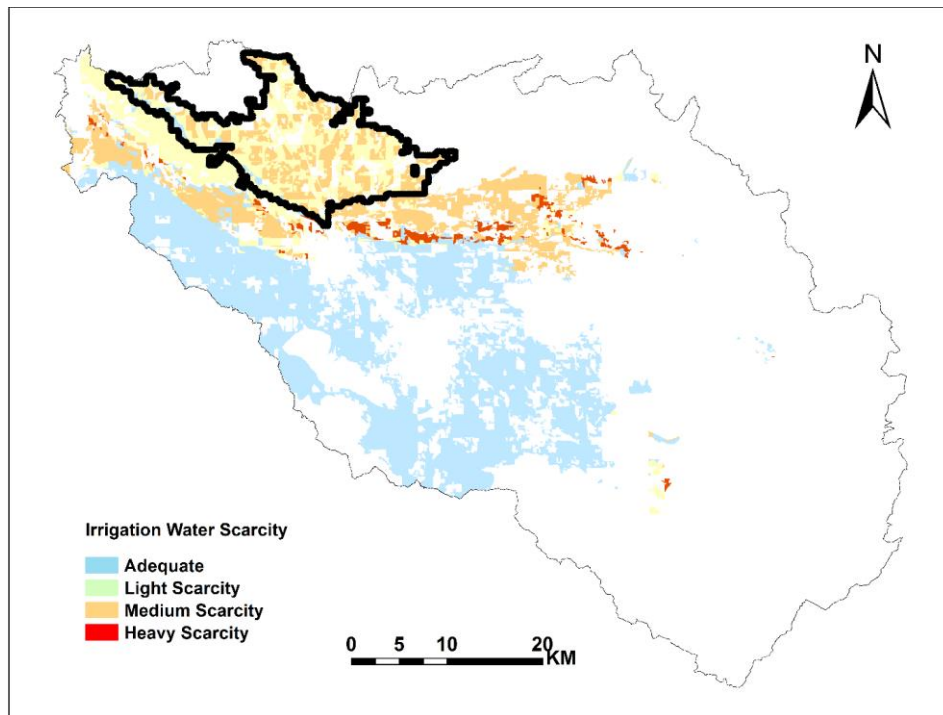 N
Irrigation Water Scarcity
Adequate
Light Scarcity
Medium Scarcity
Heavy Scarcity
0 5 10 20
KM